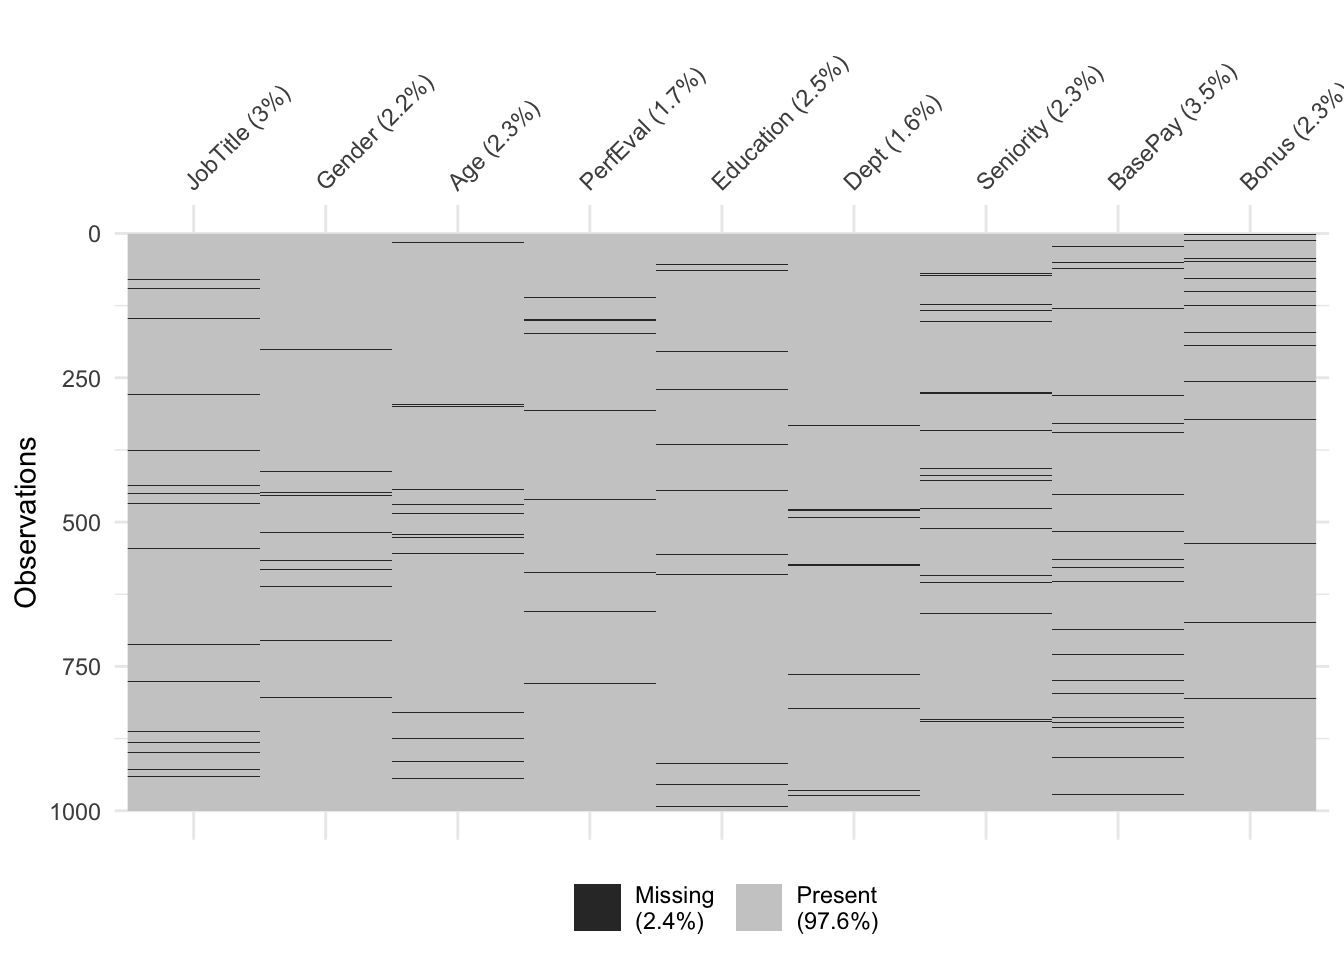 JobTitle (3%)
Gender (2.2%)
Age (2.3%)
PerfEval (1.7%)
Education (2.5%)
Dept (1.6%)
Seniority (2.3%)
BasePay (3.5%)
Bonus (2.3%)
0
250
500
750
1000
Observations
Missing
(2.4%)
Present
(97.6%)